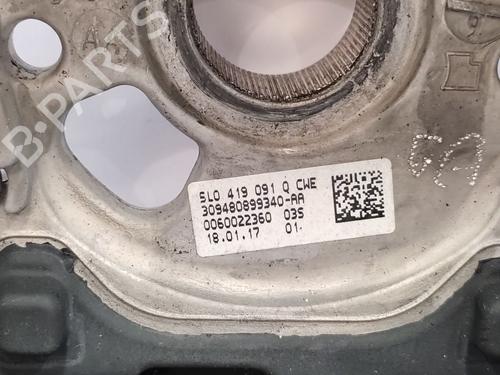 B-PARTS
5L0 419 091 Q CWE
309480899340-AA
0060022360 03S
18.01.17 01